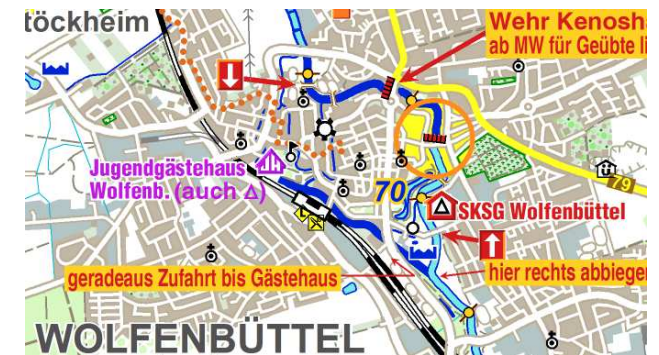 töckheim
Wehr Kenosha
ab MW für Geübte li
Jugendgästehaus
Wolfenb. (auch Δ)
70
79
SKSG Wolfenbüttel
geradeaus Zufahrt bis Gästehaus
hier rechts abbiegen
WOLFENBÜTTEL